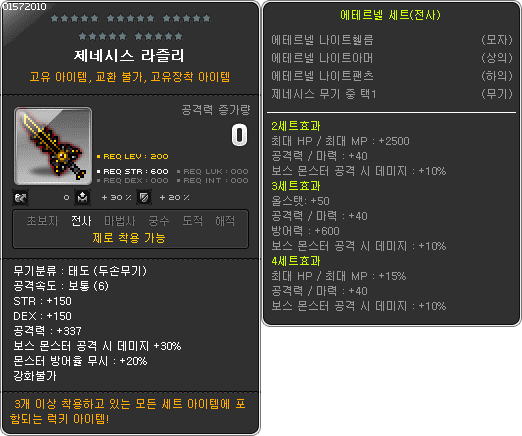 01572010
제네시스 라즐리
고유 아이템, 교환 불가, 고유장착 아이템
공격력 증가량
0
REQ LEV : 200
REQ STR : 600
REQ LUK : 000
REQ DEX : 000
REQ INT : 000
0
+ 30 %
+ 20 %
초보자 전사 마법사 궁수 도적 해적
제로 착용 가능
무기분류 : 태도 (두손무기)
공격속도 : 보통 (6)
STR : +150
DEX : +150
공격력 : +337
보스 몬스터 공격 시 데미지 +30%
몬스터 방어율 무시 : +20%
강화불가
3개 이상 착용하고 있는 모든 세트 아이템에 포
함되는 럭키 아이템!
에테르넬 세트(전사)
에테르넬 나이트헬름 (모자)
에테르넬 나이트아머 (상의)
에테르넬 나이트팬츠 (하의)
제네시스 무기 중 택1 (무기)
2세트효과
최대 HP / 최대 MP : +2500
공격력 / 마력 : +40
보스 몬스터 공격 시 데미지 : +10%
3세트효과
올스탯: +50
공격력 / 마력 : +40
방어력 : +600
보스 몬스터 공격 시 데미지 : +10%
4세트효과
최대 HP / 최대 MP : +15%
공격력 / 마력 : +40
보스 몬스터 공격 시 데미지 : +10%